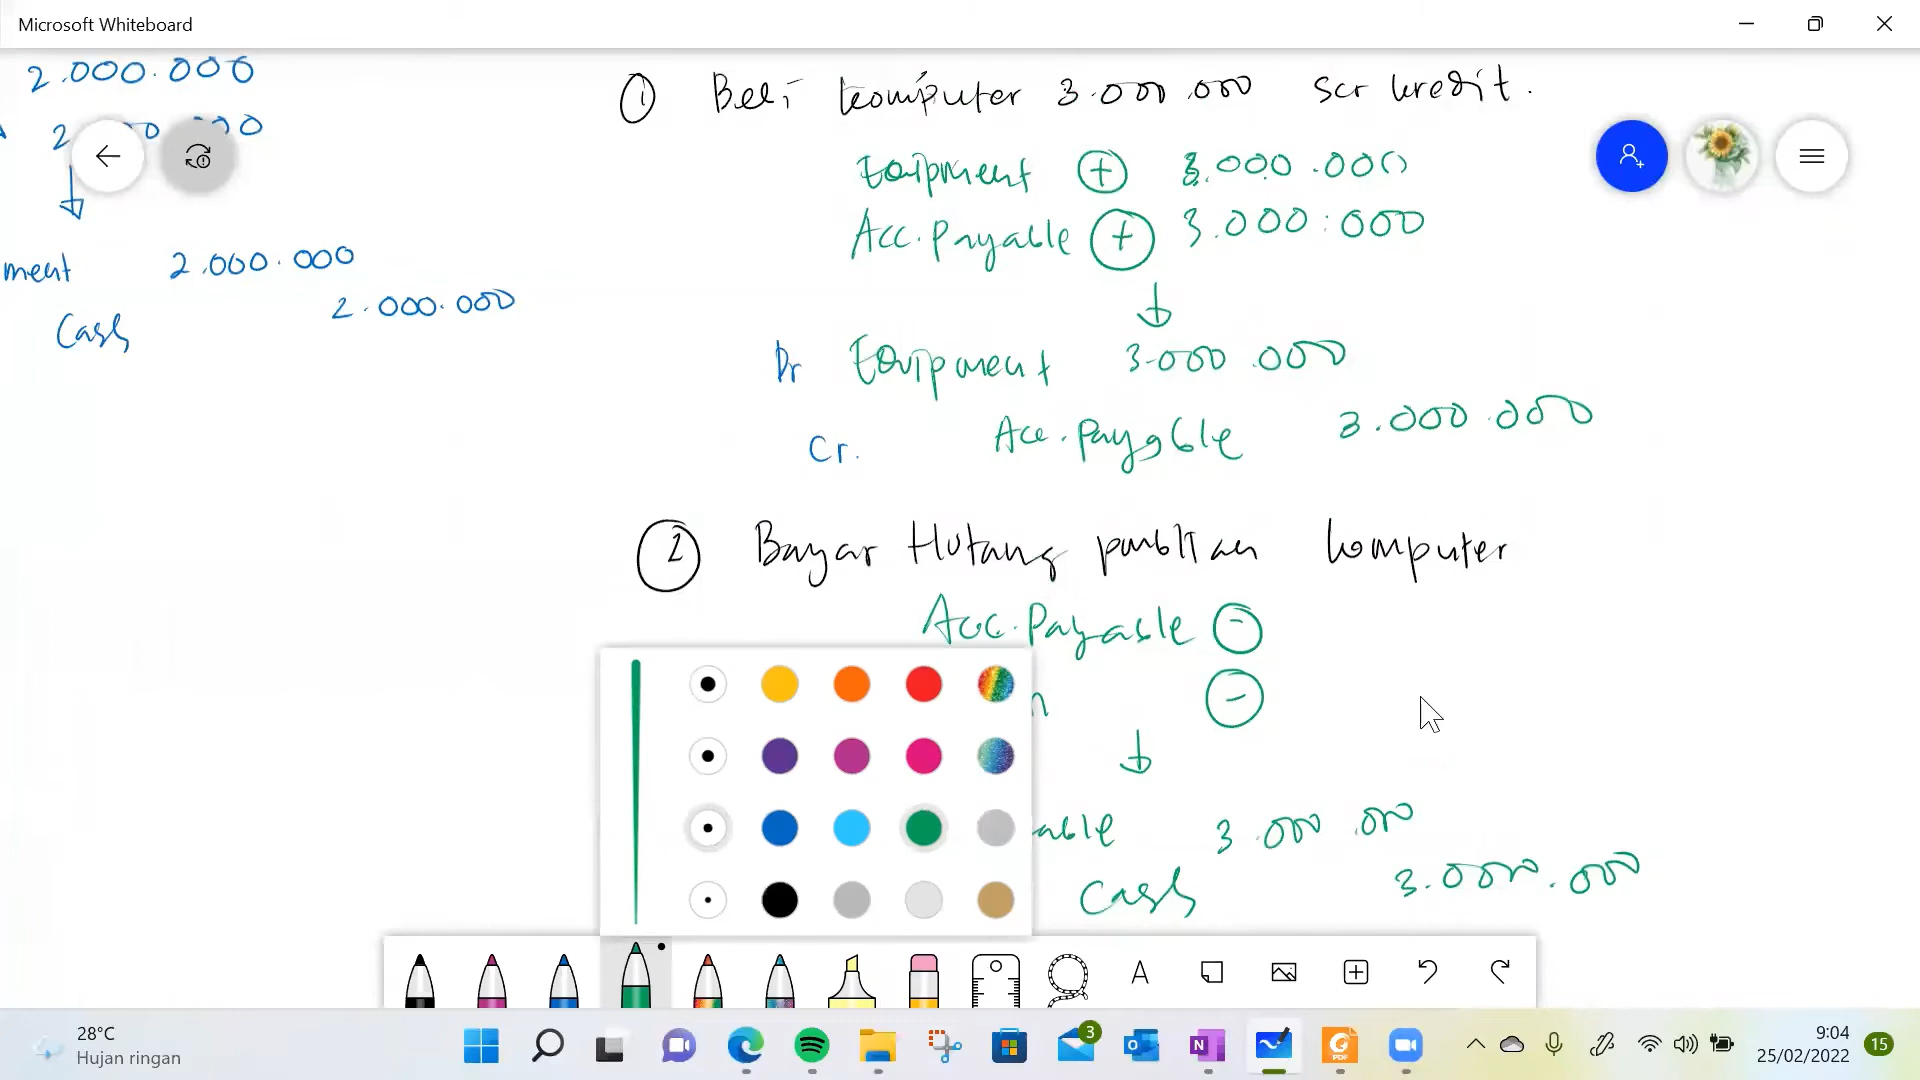 Microsoft Whiteboard
2.000.000
ment 2.000.000
Cash 2.000.000
1 Beli komputer 3.000.000 scr kredit.
Equipment + 3.000.000
Acc. Payable + 3.000.000
Dr Equipment 3.000.000
Cr. Acc. Payable 3.000.000
2 Bayar Hutang komputer
Acc. Payable -
-
able 3.000.000
Cash 3.000.000
A
28°C
Hujan ringan
3
9:04
25/02/2022
15